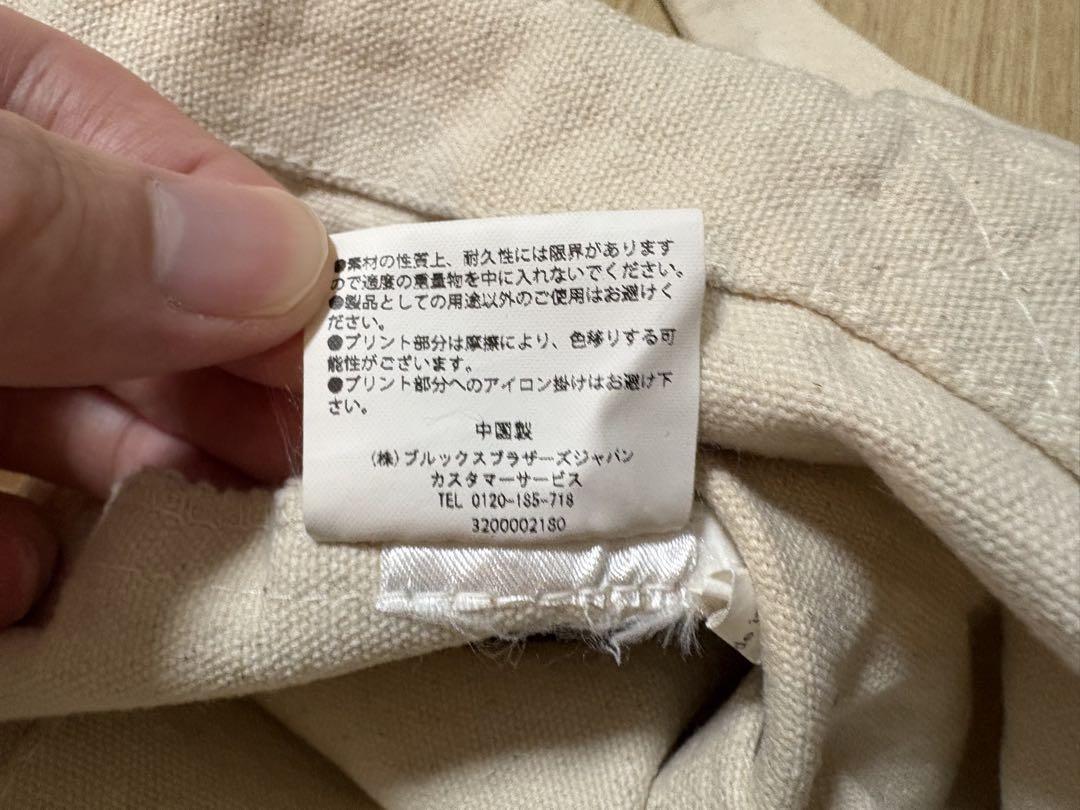 ●素材の性質上、耐久性には限界があります
ので適度の重量物を中に入れないでください。
●製品としての用途以外のご使用はお避けく
ださい。
●プリント部分は摩擦により、色移りする可
能性がございます。
●プリント部分へのアイロン掛けはお避け下
さい。
中国製
(株)ブルックスブラザーズジャパン
カスタマーサービス
TEL 0120-185-718
3200002180